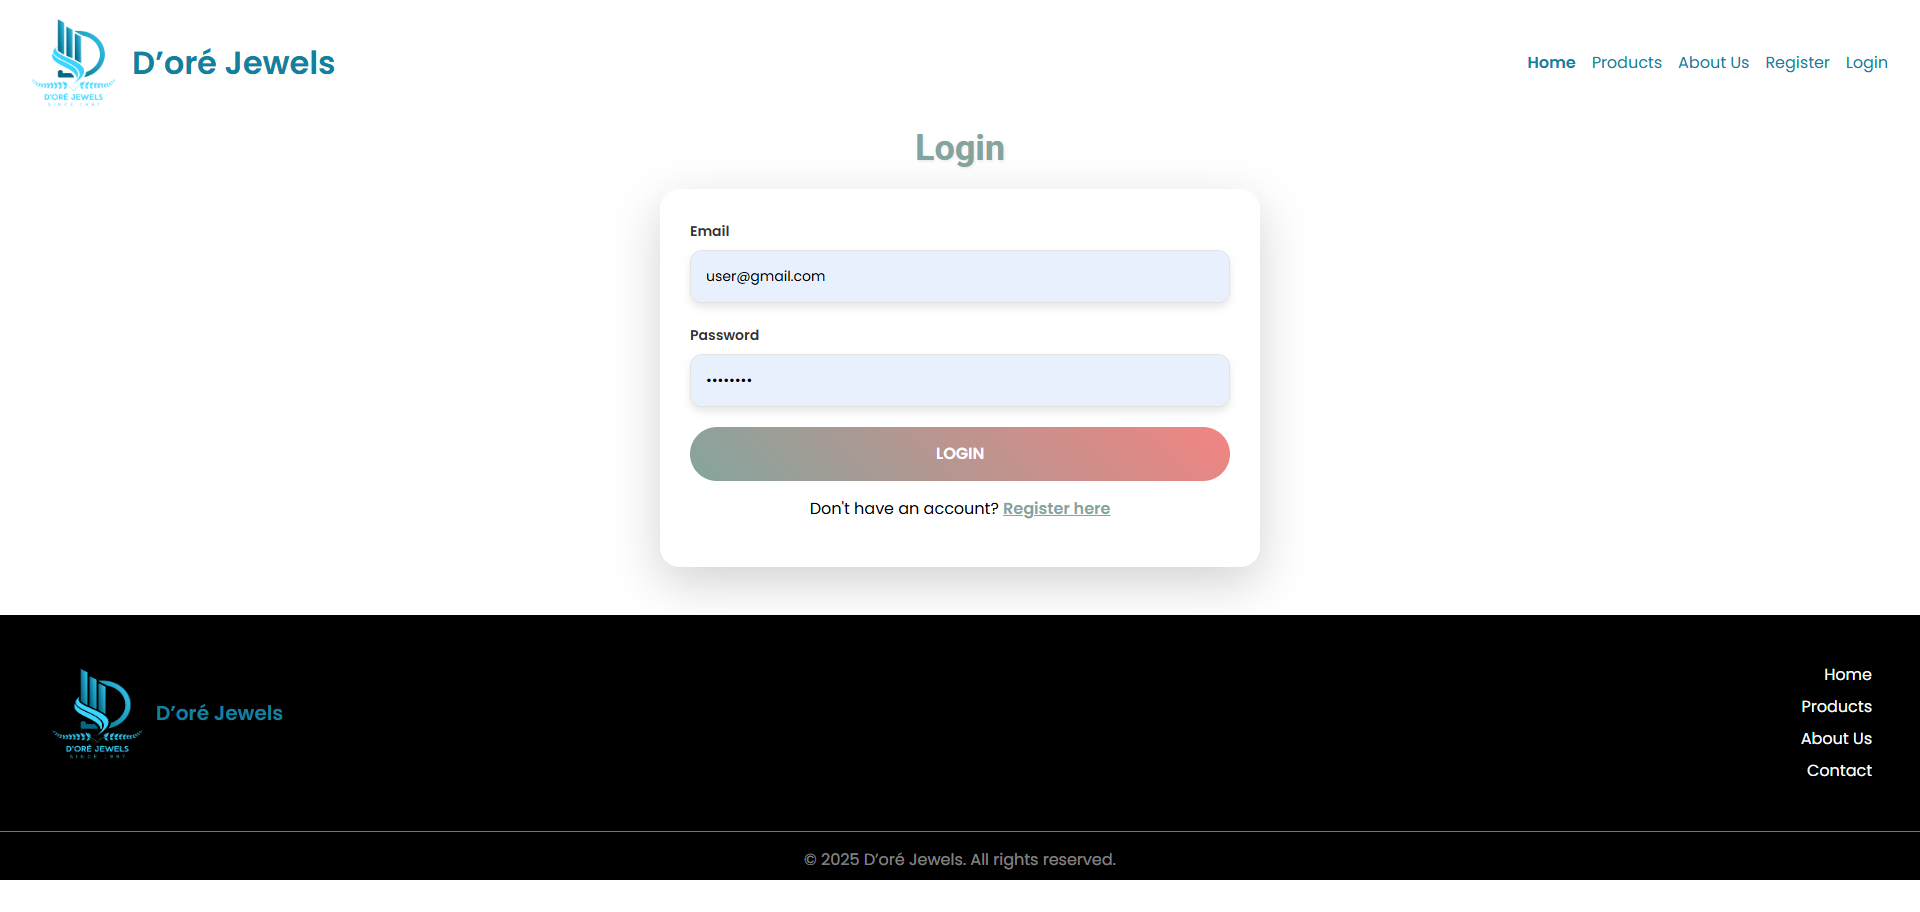 D'ORÉ JEWELS
SINCE 1987
D’oré Jewels
Home Products About Us Register Login
Login
Email
user@gmail.com
Password
••••••••
LOGIN
Don't have an account? Register here
D'ORÉ JEWELS
D’oré Jewels
Home
Products
About Us
Contact
© 2025 D’oré Jewels. All rights reserved.